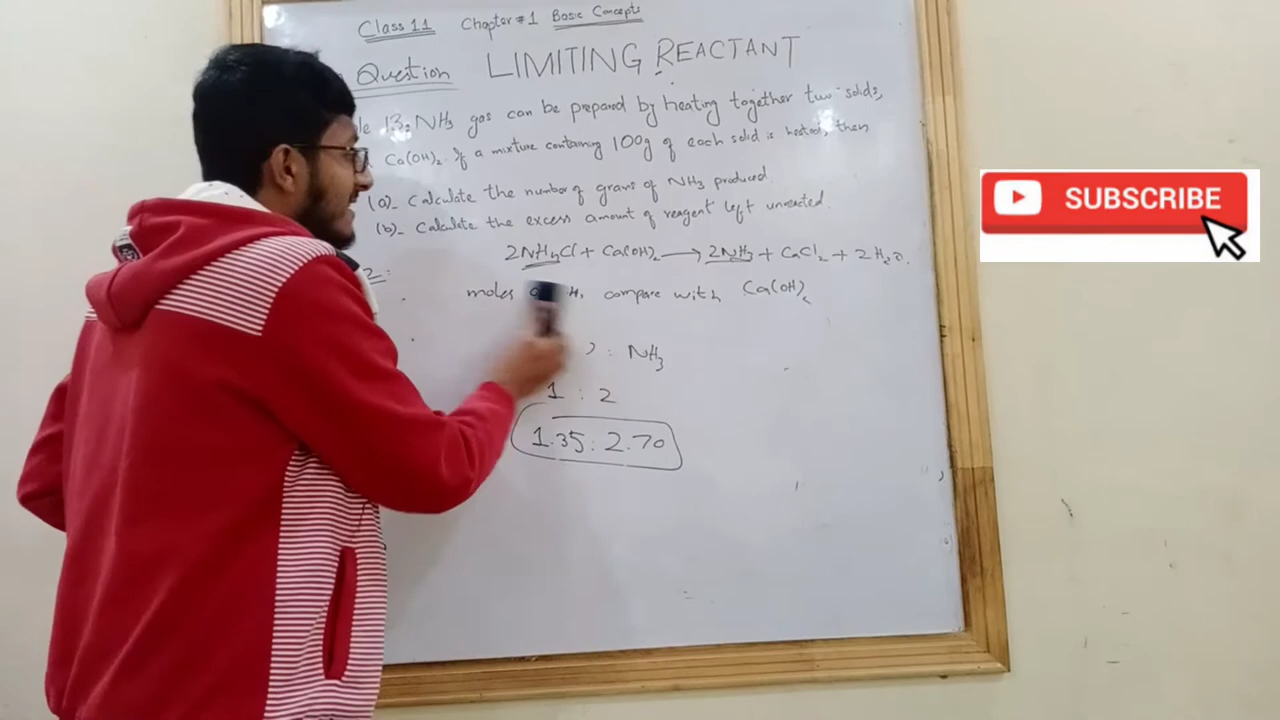 Class 11 Chapter #1 Basic Concepts
Question LIMITING REACTANT
le 13: NH3 gas can be prepared by heating together two solids,
Ca(OH)2. If a mixture containing 100g of each solid is heated, then
(a)_ Calculate the number of grams of NH3 produced.
(b)_ Calculate the excess amount of reagent left unreacted.
2NH4Cl + Ca(OH)2 → 2NH3 + CaCl2 + 2H2O.
2:
moles compare with Ca(OH)2
) : NH3
1 : 2
1.35 : 2.70
SUBSCRIBE